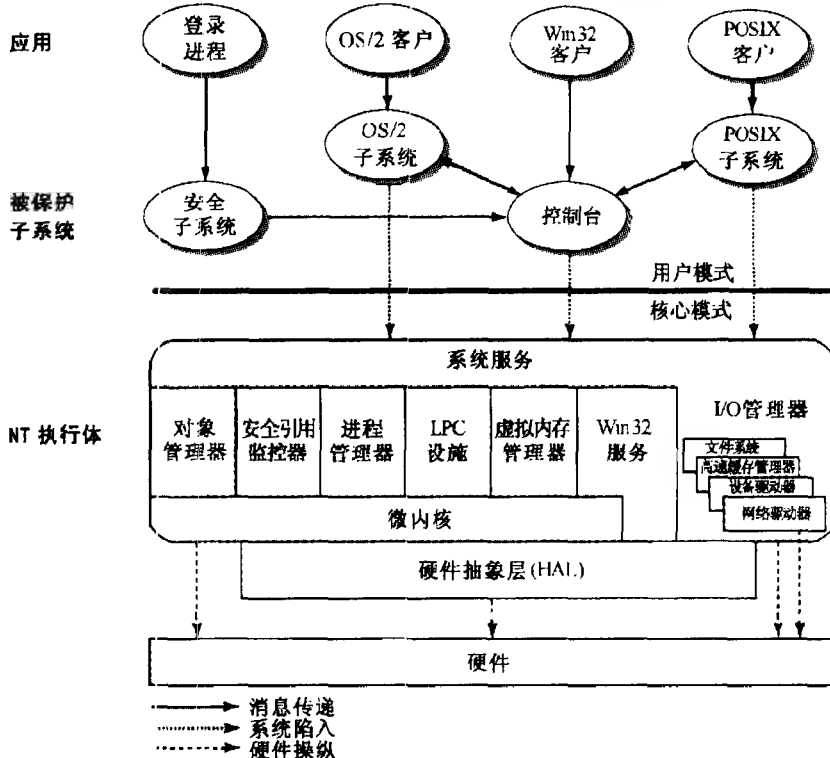 应用
登录
进程
OS/2 客户
Win32
客户
POSIX
客户
OS/2
子系统
POSIX
子系统
被保护
子系统
安全
子系统
控制台
用户模式
核心模式
系统服务
NT 执行体
对象
管理器
安全引用
监控器
进程
管理器
LPC
设施
虚拟内存
管理器
Win32
服务
I/O管理器
文件系统
高速缓存管理器
设备驱动器
网络驱动器
微内核
硬件抽象层(HAL)
硬件
消息传递
系统陷入
硬件操纵